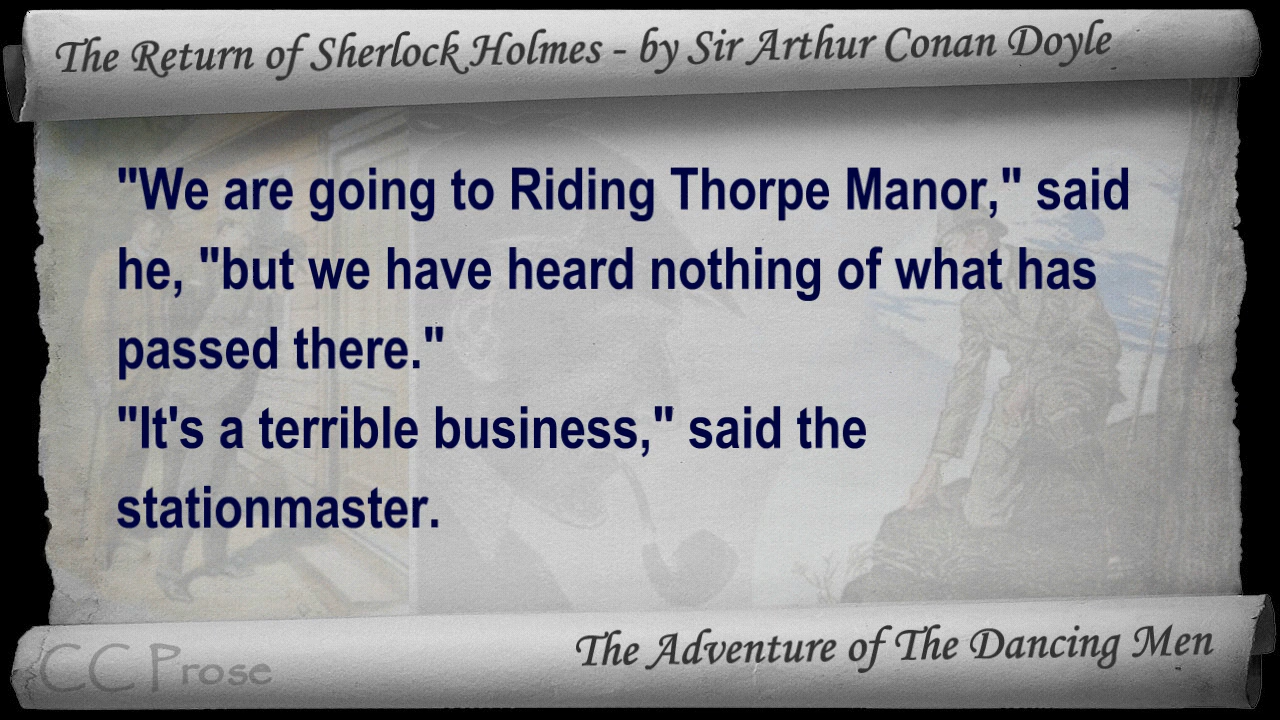 The Return of Sherlock Holmes - by Sir Arthur Conan Doyle
"We are going to Riding Thorpe Manor," said
he, "but we have heard nothing of what has
passed there."
"It's a terrible business," said the
stationmaster.
The Adventure of The Dancing Men
CC Prose